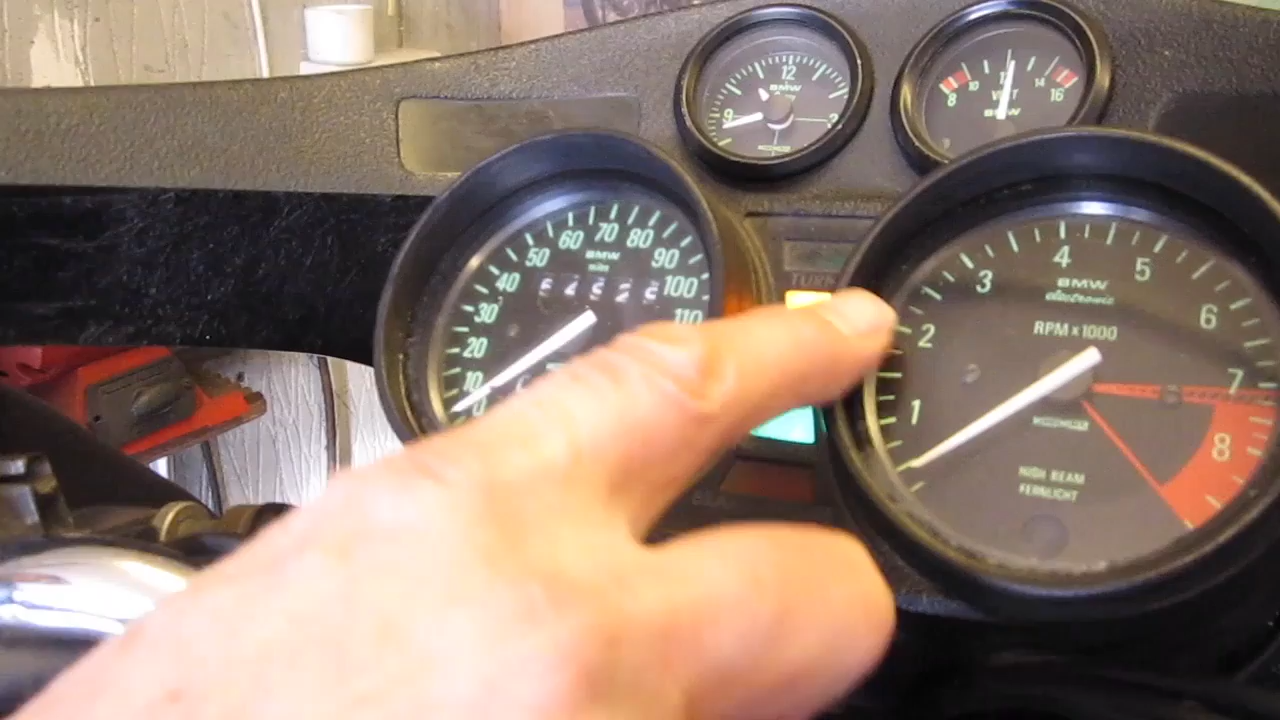 12
BMW
9
3
8
10
12
14
16
VOLT
BMW
50
60
70
80
90
100
110
40
30
20
10
0
BMW
miles
TURN
1
2
3
4
5
6
7
8
BMW
electronic
RPM x 1000
HIGH BEAM
FERNLICHT